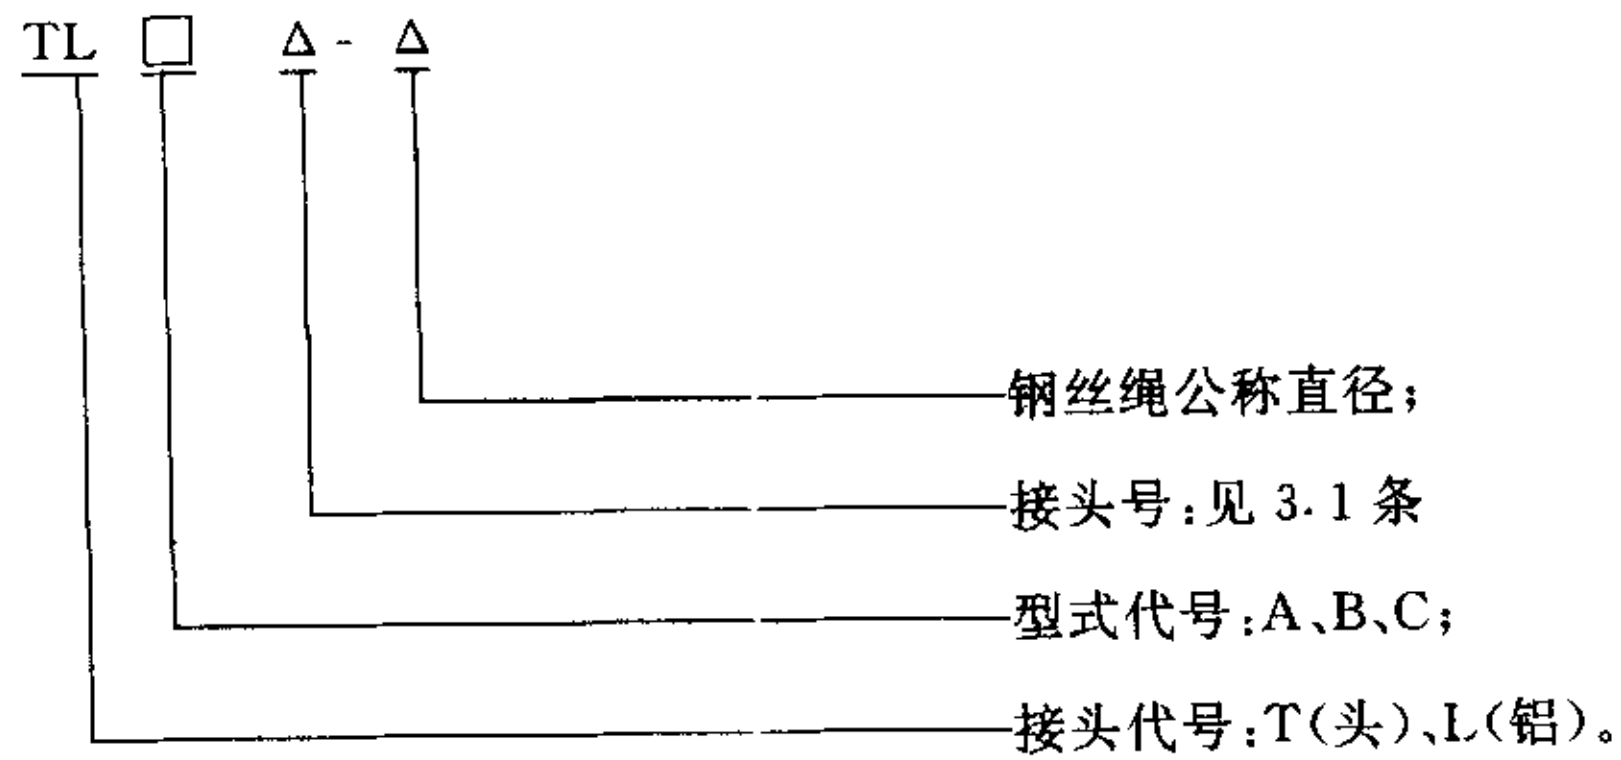 TL □ Δ - Δ
钢丝绳公称直径；
接头号：见 3.1 条
型式代号：A、B、C；
接头代号：T（头）、L（铝）。